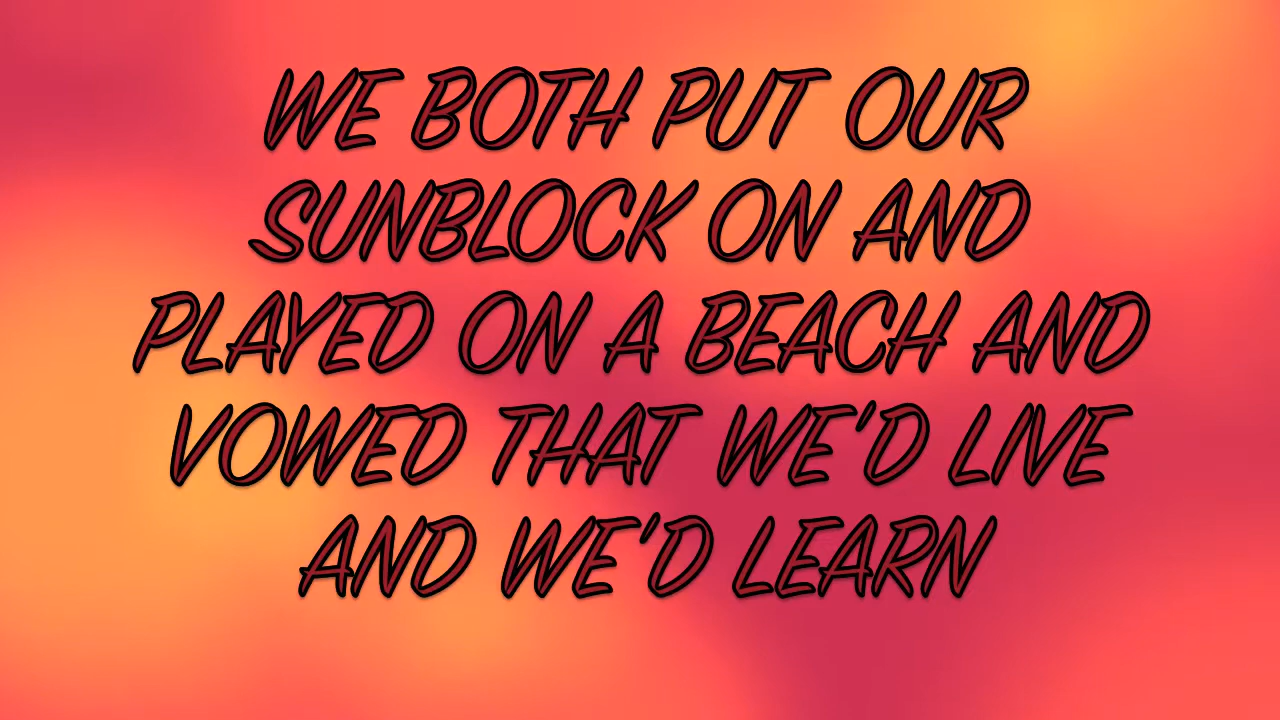 WE BOTH PUT OUR
SUNBLOCK ON AND
PLAYED ON A BEACH AND
VOWED THAT WE'D LIVE
AND WE'D LEARN